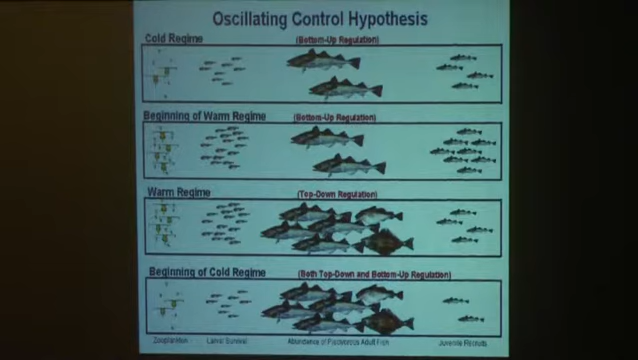 Oscillating Control Hypothesis
Cold Regime
(Bottom-Up Regulation)
Beginning of Warm Regime
(Bottom-Up Regulation)
Warm Regime
(Top-Down Regulation)
Beginning of Cold Regime
(Both Top-Down and Bottom-Up Regulation)
Zooplankton
Larval Survival
Abundance of Piscivorous Adult Fish
Juvenile Recruits